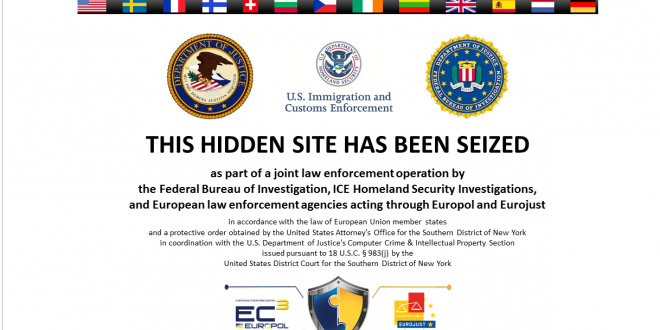 DEPARTMENT OF JUSTICE
U.S. DEPARTMENT OF
HOMELAND SECURITY
DEPARTMENT OF JUSTICE
FEDERAL BUREAU OF INVESTIGATION
U.S. Immigration and
Customs Enforcement
THIS HIDDEN SITE HAS BEEN SEIZED
as part of a joint law enforcement operation by
the Federal Bureau of Investigation, ICE Homeland Security Investigations,
and European law enforcement agencies acting through Europol and Eurojust
in accordance with the law of European Union member states
and a protective order obtained by the United States Attorney’s Office for the Southern District of New York
in coordination with the U.S. Department of Justice’s Computer Crime & Intellectual Property Section
issued pursuant to 18 U.S.C. § 983(j) by the
United States District Court for the Southern District of New York
EC3
EUROPOL
EUROJUST